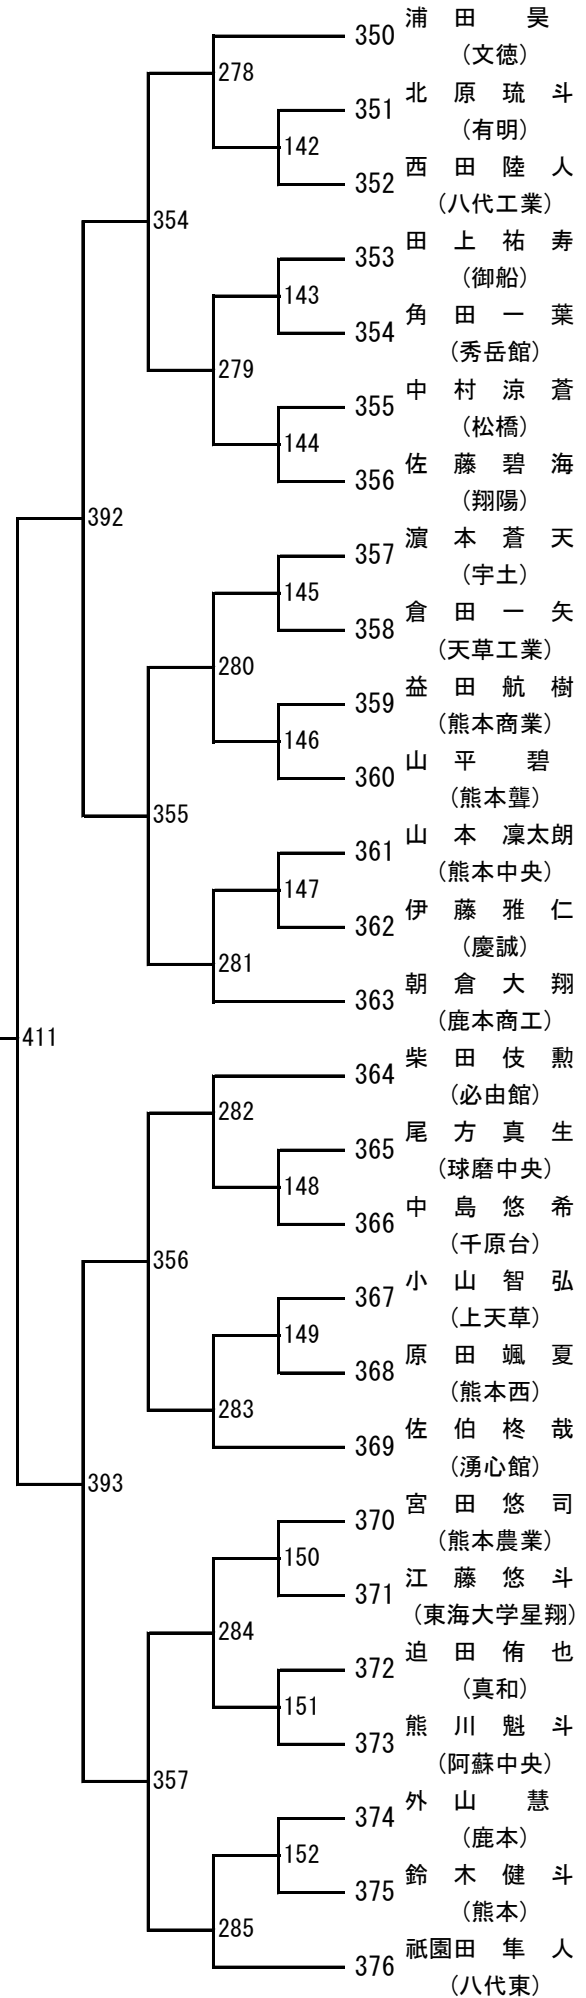 350 浦田 昊
(文徳)
278
351 北原琉斗
(有明)
142
352 西田陸人
(八代工業)
354
353 田上祐寿
(御船)
143
354 角田一葉
(秀岳館)
279
355 中村涼蒼
(松橋)
144
356 佐藤碧海
(翔陽)
392
357 濵本蒼天
(宇土)
145
358 倉田一矢
(天草工業)
280
359 益田航樹
(熊本商業)
146
360 山平 碧
(熊本聾)
355
361 山本凜太朗
(熊本中央)
147
362 伊藤雅仁
(慶誠)
281
363 朝倉大翔
(鹿本商工)
411
364 柴田伎勲
(必由館)
282
365 尾方真生
(球磨中央)
148
366 中島悠希
(千原台)
356
367 小山智弘
(上天草)
149
368 原田颯夏
(熊本西)
283
369 佐伯柊哉
(湧心館)
393
370 宮田悠司
(熊本農業)
150
371 江藤悠斗
(東海大学星翔)
284
372 迫田侑也
(真和)
151
373 熊川魁斗
(阿蘇中央)
357
374 外山 慧
(鹿本)
152
375 鈴木健斗
(熊本)
285
376 祇園田隼人
(八代東)